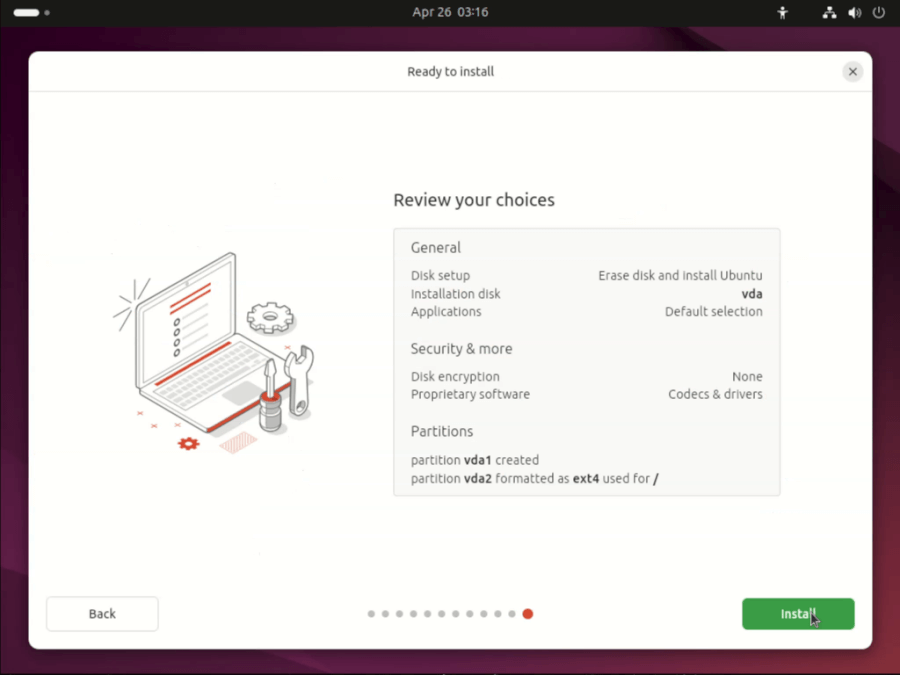 Apr 26 03:16
Ready to install
Review your choices
General
Disk setup Erase disk and install Ubuntu
Installation disk vda
Applications Default selection
Security & more
Disk encryption None
Proprietary software Codecs & drivers
Partitions
partition vda1 created
partition vda2 formatted as ext4 used for /
Back
Install